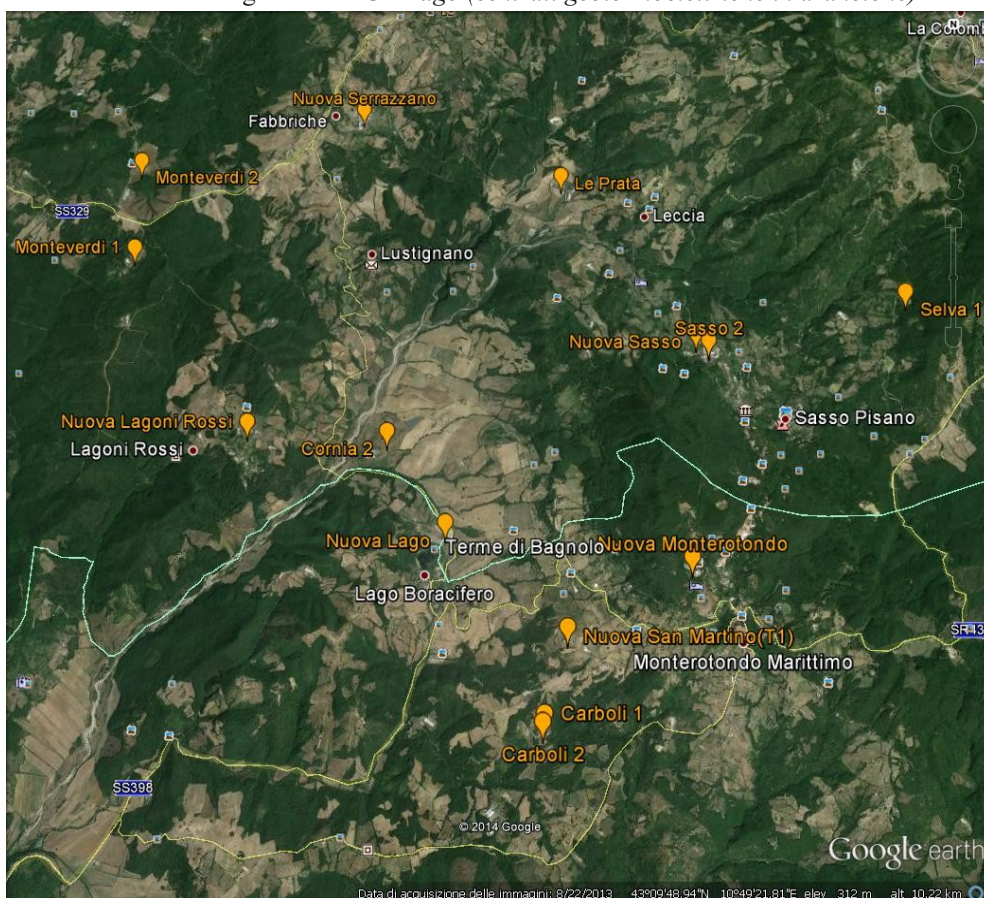 La Colomb
N
Nuova Serrazzano
Fabbriche
Monteverdi 2
Le Prata
SS329
Leccia
Monteverdi 1
Lustignano
Selva 1
Sasso 2
Nuova Sasso
Nuova Lagoni Rossi
Sasso Pisano
Lagoni Rossi
Cornia 2
Nuova Lago
Terme di Bagnolo
Nuova Monterotondo
Lago Boracifero
Nuova San Martino(T1)
SR43
Monterotondo Marittimo
Carboli 1
Carboli 2
SS398
© 2014 Google
Google earth
Data di acquisizione delle immagini: 8/22/2013 43°09'48.94"N 10°49'21.81"E elev 312 m alt 10.22 km